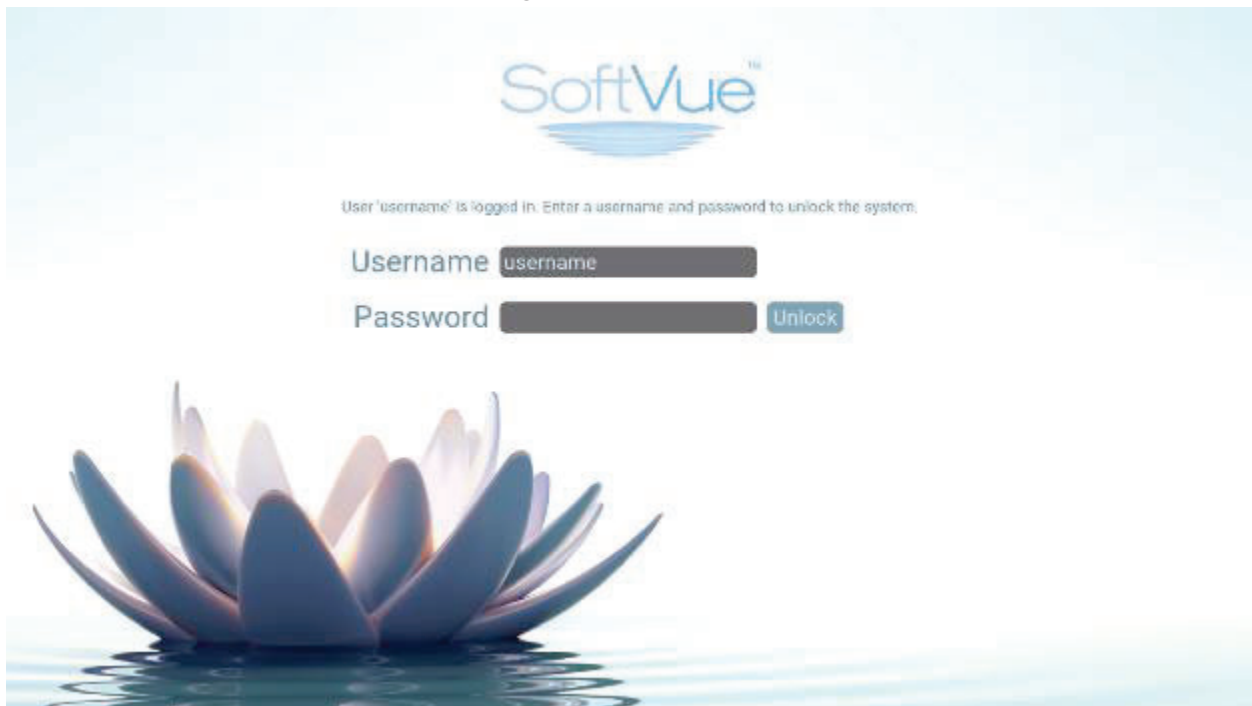 SoftVue™
User 'username' is logged in. Enter a username and password to unlock the system.
Username username
Password Unlock